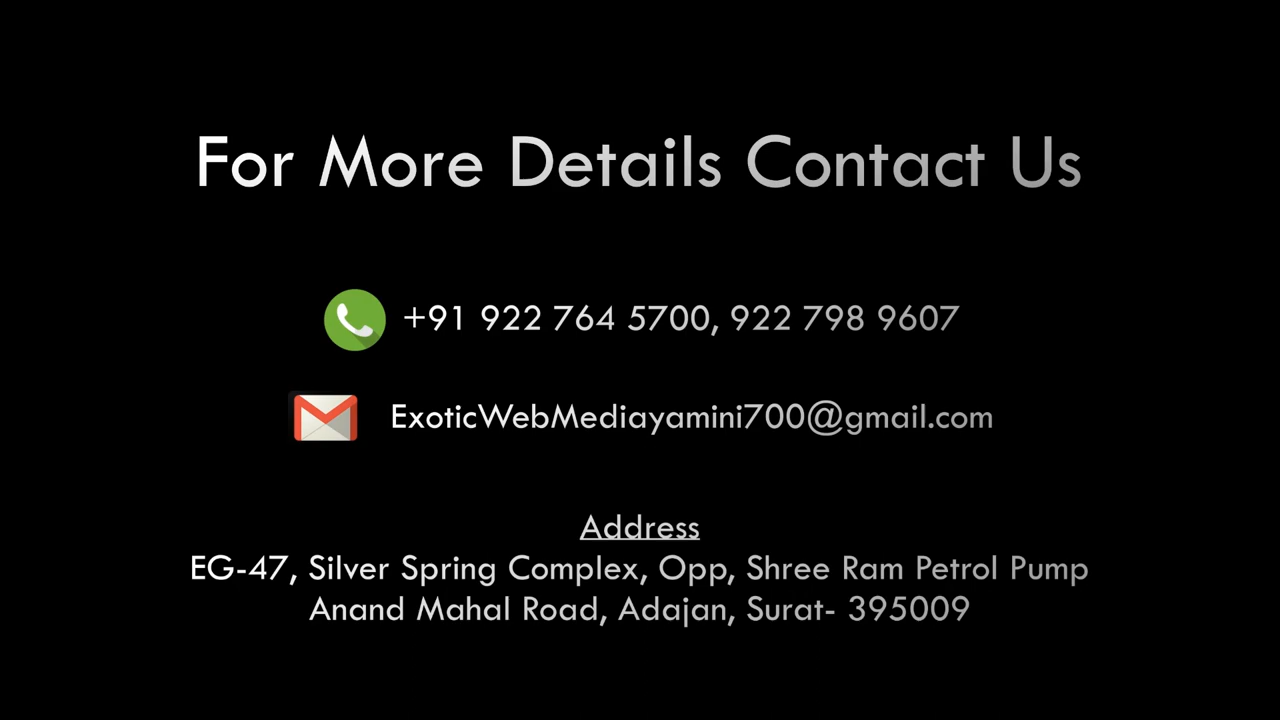 For More Details Contact Us
+91 922 764 5700, 922 798 9607
ExoticWebMediayamini700@gmail.com
Address
EG-47, Silver Spring Complex, Opp, Shree Ram Petrol Pump
Anand Mahal Road, Adajan, Surat- 395009